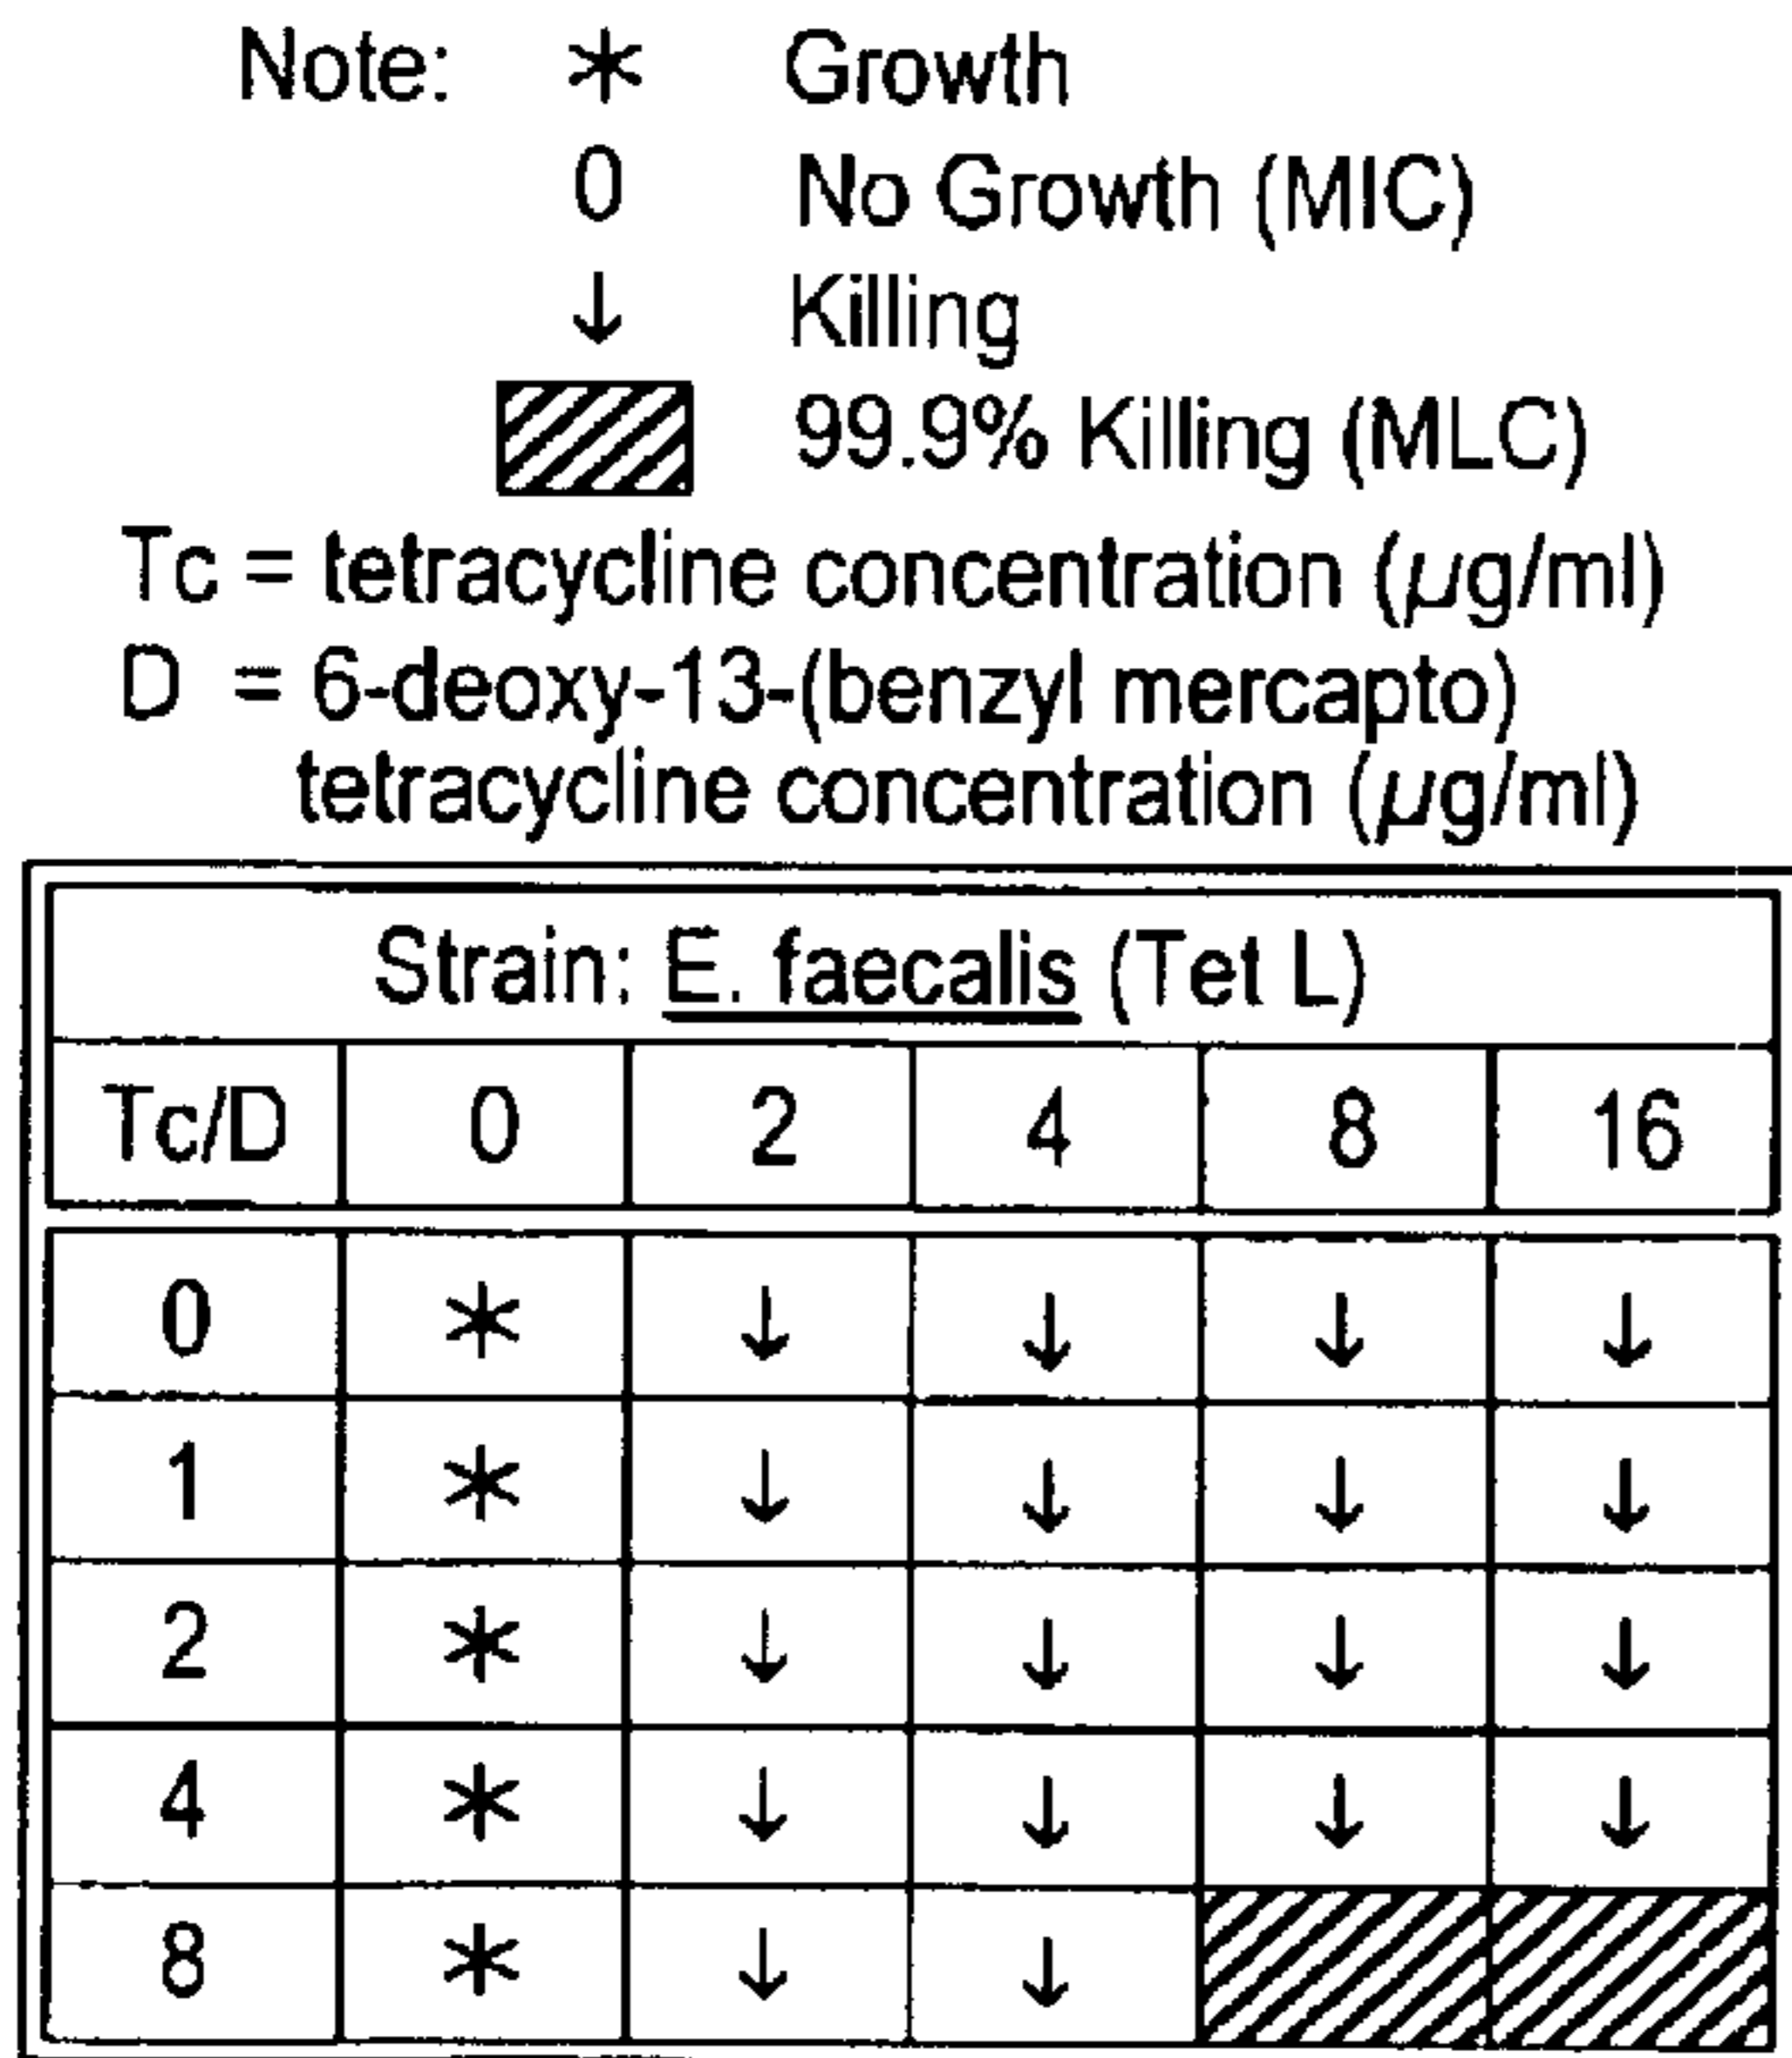 Note: * Growth
0 No Growth (MIC)
↓ Killing
99.9% Killing (MLC)
Tc = tetracycline concentration (µg/ml)
D = 6-deoxy-13-(benzyl mercapto)
tetracycline concentration (µg/ml)
Strain: E. faecalis (Tet L)
Tc/D 0 2 4 8 16
0 * ↓ ↓ ↓ ↓
1 * ↓ ↓ ↓ ↓
2 * ↓ ↓ ↓ ↓
4 * ↓ ↓ ↓ ↓
8 * ↓ ↓